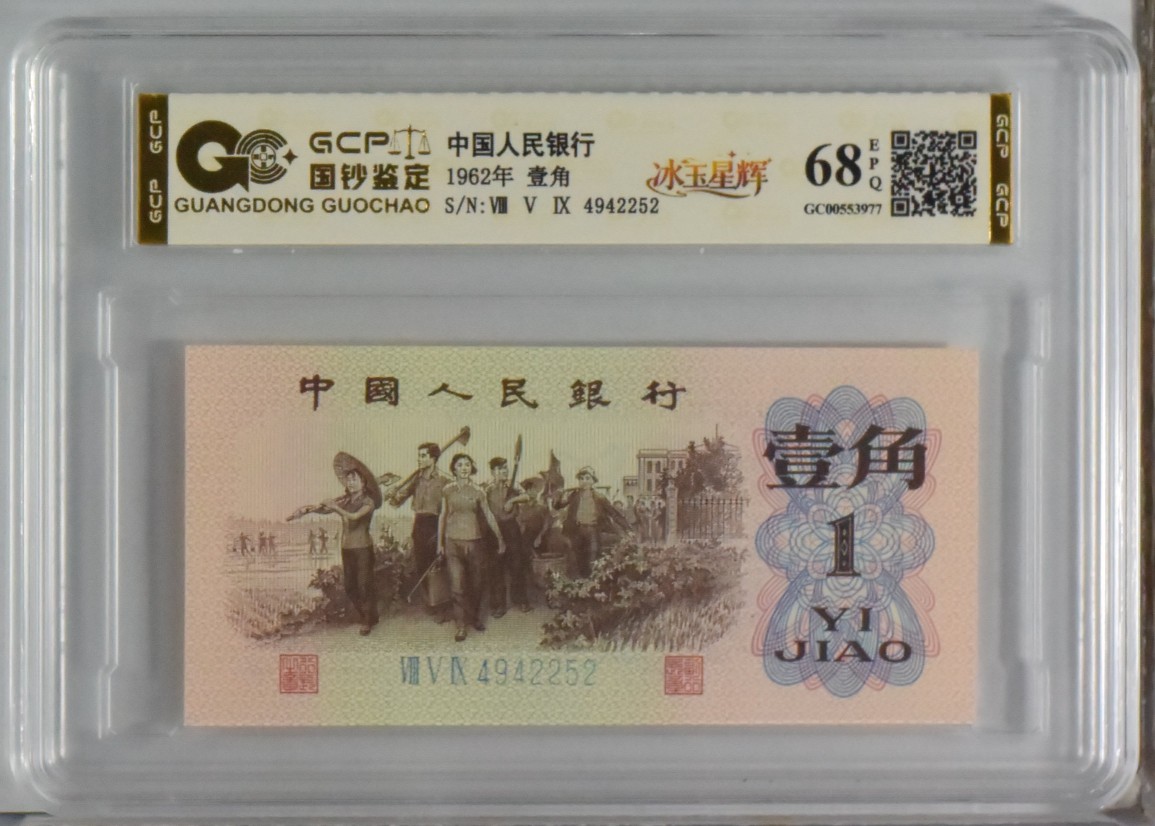 GCP
GCP
GCP
国钞鉴定
GUANGDONG GUOCHAO
中国人民银行
1962年 壹角
S/N:Ⅷ Ⅴ Ⅸ 4942252
冰玉星辉
68
EPQ
GC00553977
GCP
GCP
中國人民銀行
壹角
1
YI
JIAO
Ⅷ Ⅴ Ⅸ 4942252